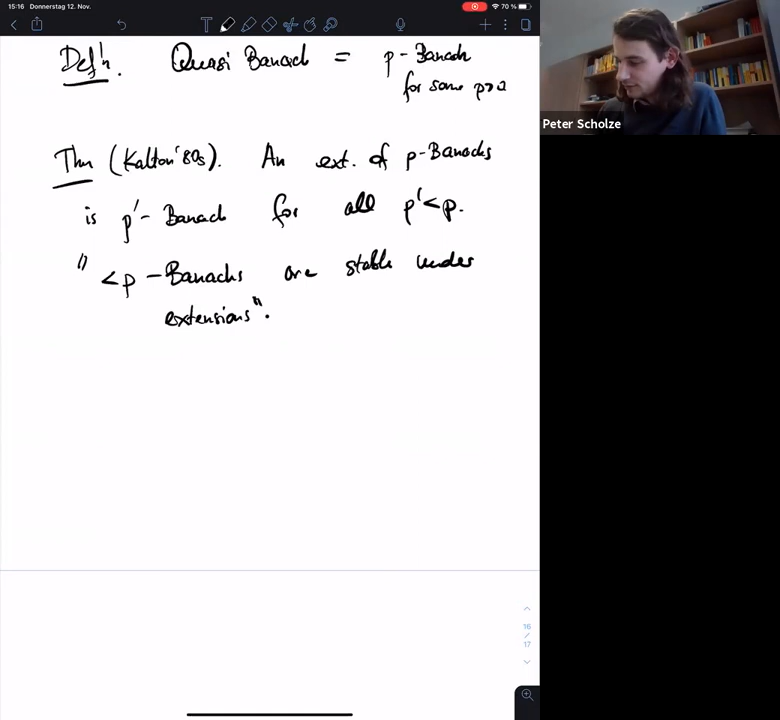 15:16 Donnerstag 12. Nov.
70 %
Def'n. Quasi Banach = p-Banach
for some p>0
Thm (Kalton '80s). An ext. of p-Banachs
is p'-Banach for all p'<p.
"<p-Banachs are stable under
extensions".
16
/
17
Peter Scholze